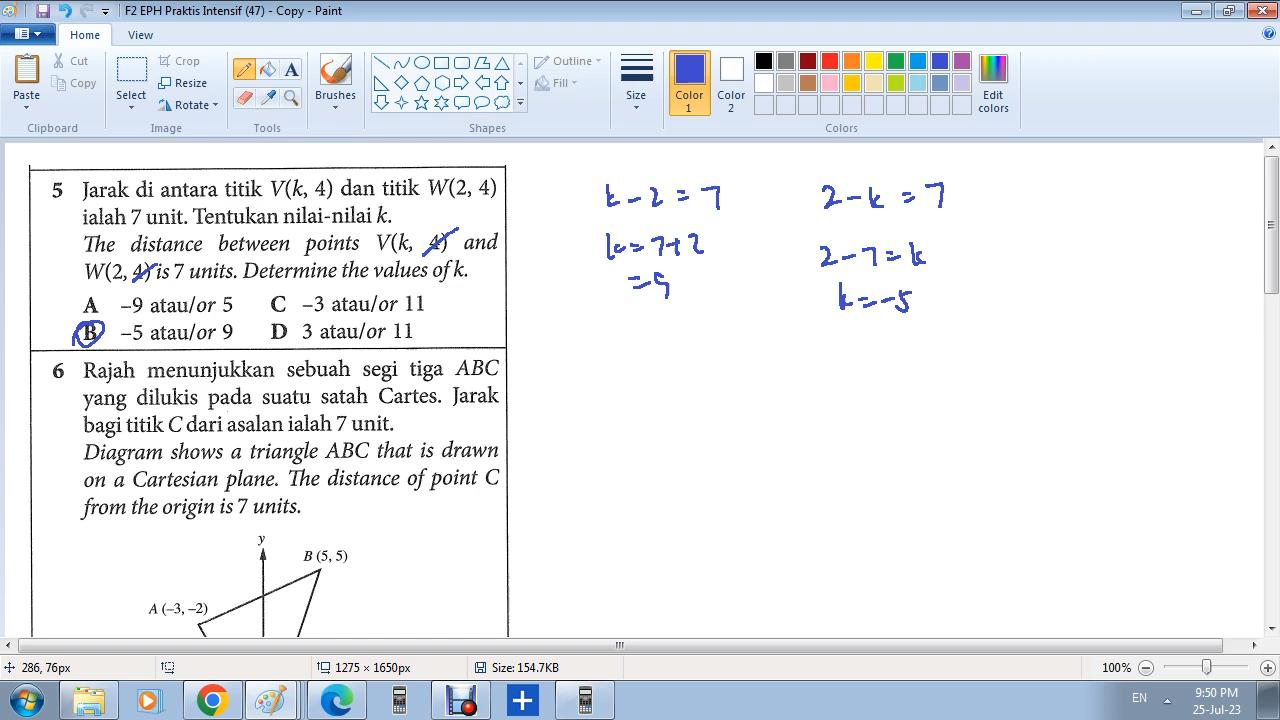 F2 EPH Praktis Intensif (47) - Copy - Paint
Home
View
Paste
Cut
Copy
Clipboard
Select
Crop
Resize
Rotate
Image
Tools
Brushes
Outline
Fill
Shapes
Size
Color 1
Color 2
Edit colors
Colors
5 Jarak di antara titik V(k, 4) dan titik W(2, 4)
ialah 7 unit. Tentukan nilai-nilai k.
The distance between points V(k, 4) and
W(2, 4) is 7 units. Determine the values of k.
A –9 atau/or 5 C –3 atau/or 11
B –5 atau/or 9 D 3 atau/or 11
k - 2 = 7
k = 7+2
= 9
2 - k = 7
2 - 7 = k
k = -5
6 Rajah menunjukkan sebuah segi tiga ABC
yang dilukis pada suatu satah Cartes. Jarak
bagi titik C dari asalan ialah 7 unit.
Diagram shows a triangle ABC that is drawn
on a Cartesian plane. The distance of point C
from the origin is 7 units.
y
B (5, 5)
A (–3, –2)
286, 76px
1275 × 1650px
Size: 154.7KB
100%
EN
9:50 PM
25-Jul-23